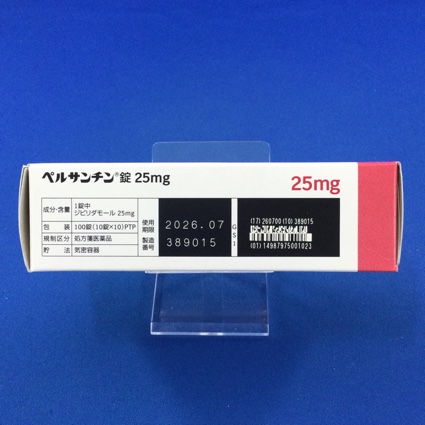 ペルサンチン®錠 25mg
25mg
成分・含量 1錠中 ジピリダモール 25mg
包装 100錠(10錠×10)PTP
規制区分 処方箋医薬品
貯法 気密容器
使用期限 2026.07
製造番号 389015
GS1
(17)260700(10)389015
(01)14987975001023